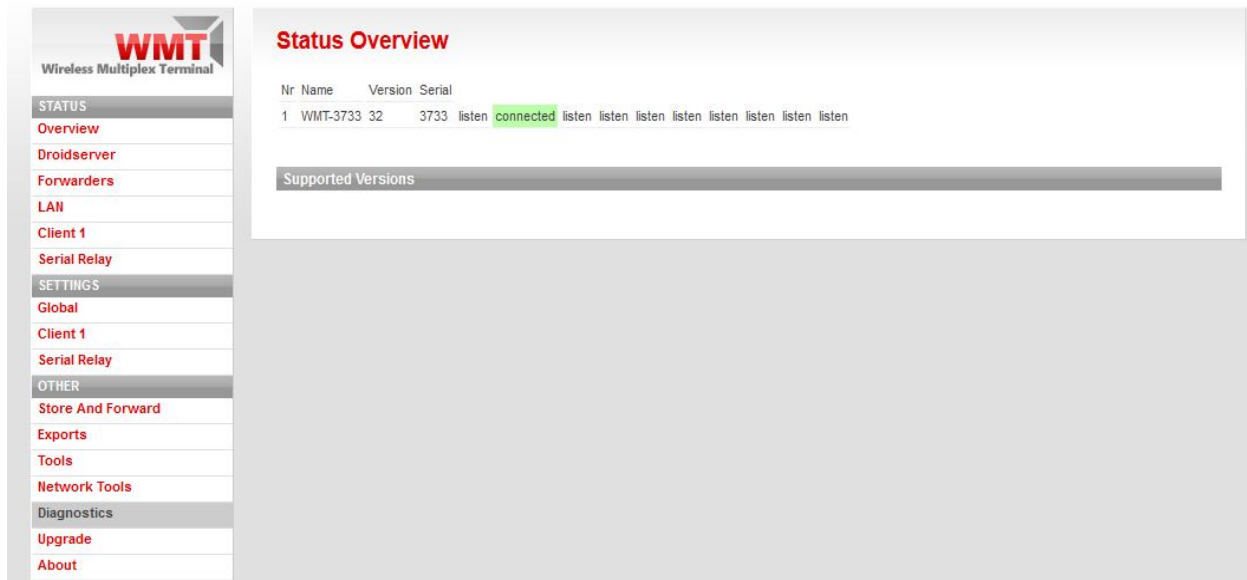 WMT
Wireless Multiplex Terminal
STATUS
Overview
Droidserver
Forwarders
LAN
Client 1
Serial Relay
SETTINGS
Global
Client 1
Serial Relay
OTHER
Store And Forward
Exports
Tools
Network Tools
Diagnostics
Upgrade
About
Status Overview
Nr Name Version Serial
1 WMT-3733 32 3733 listen connected listen listen listen listen listen listen listen listen
Supported Versions